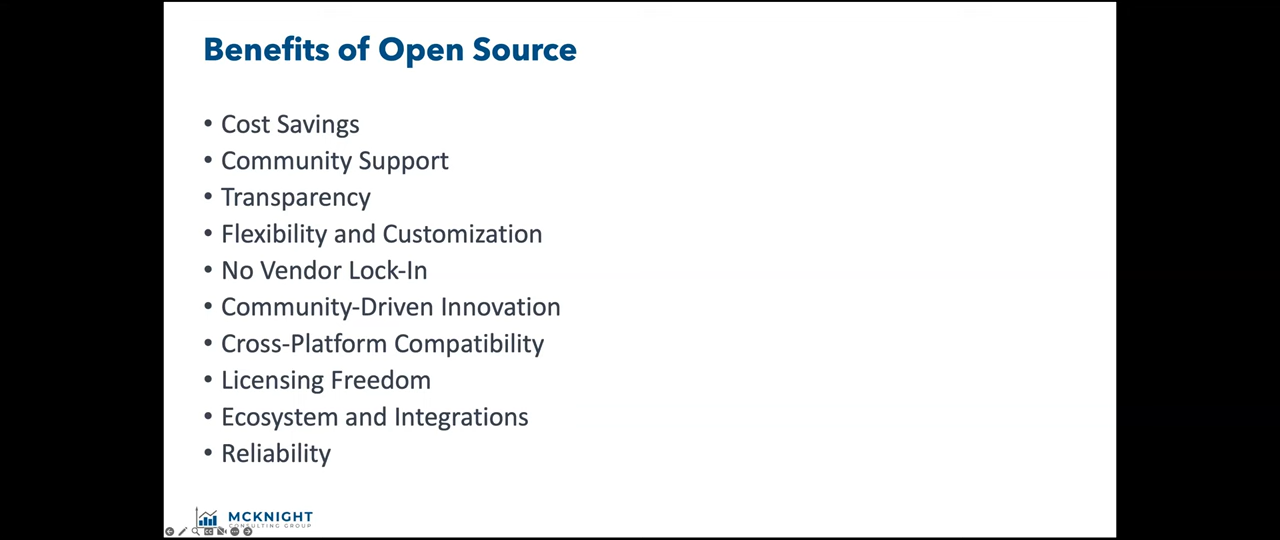 Benefits of Open Source
• Cost Savings
• Community Support
• Transparency
• Flexibility and Customization
• No Vendor Lock-In
• Community-Driven Innovation
• Cross-Platform Compatibility
• Licensing Freedom
• Ecosystem and Integrations
• Reliability
MCKNIGHT
CONSULTING GROUP